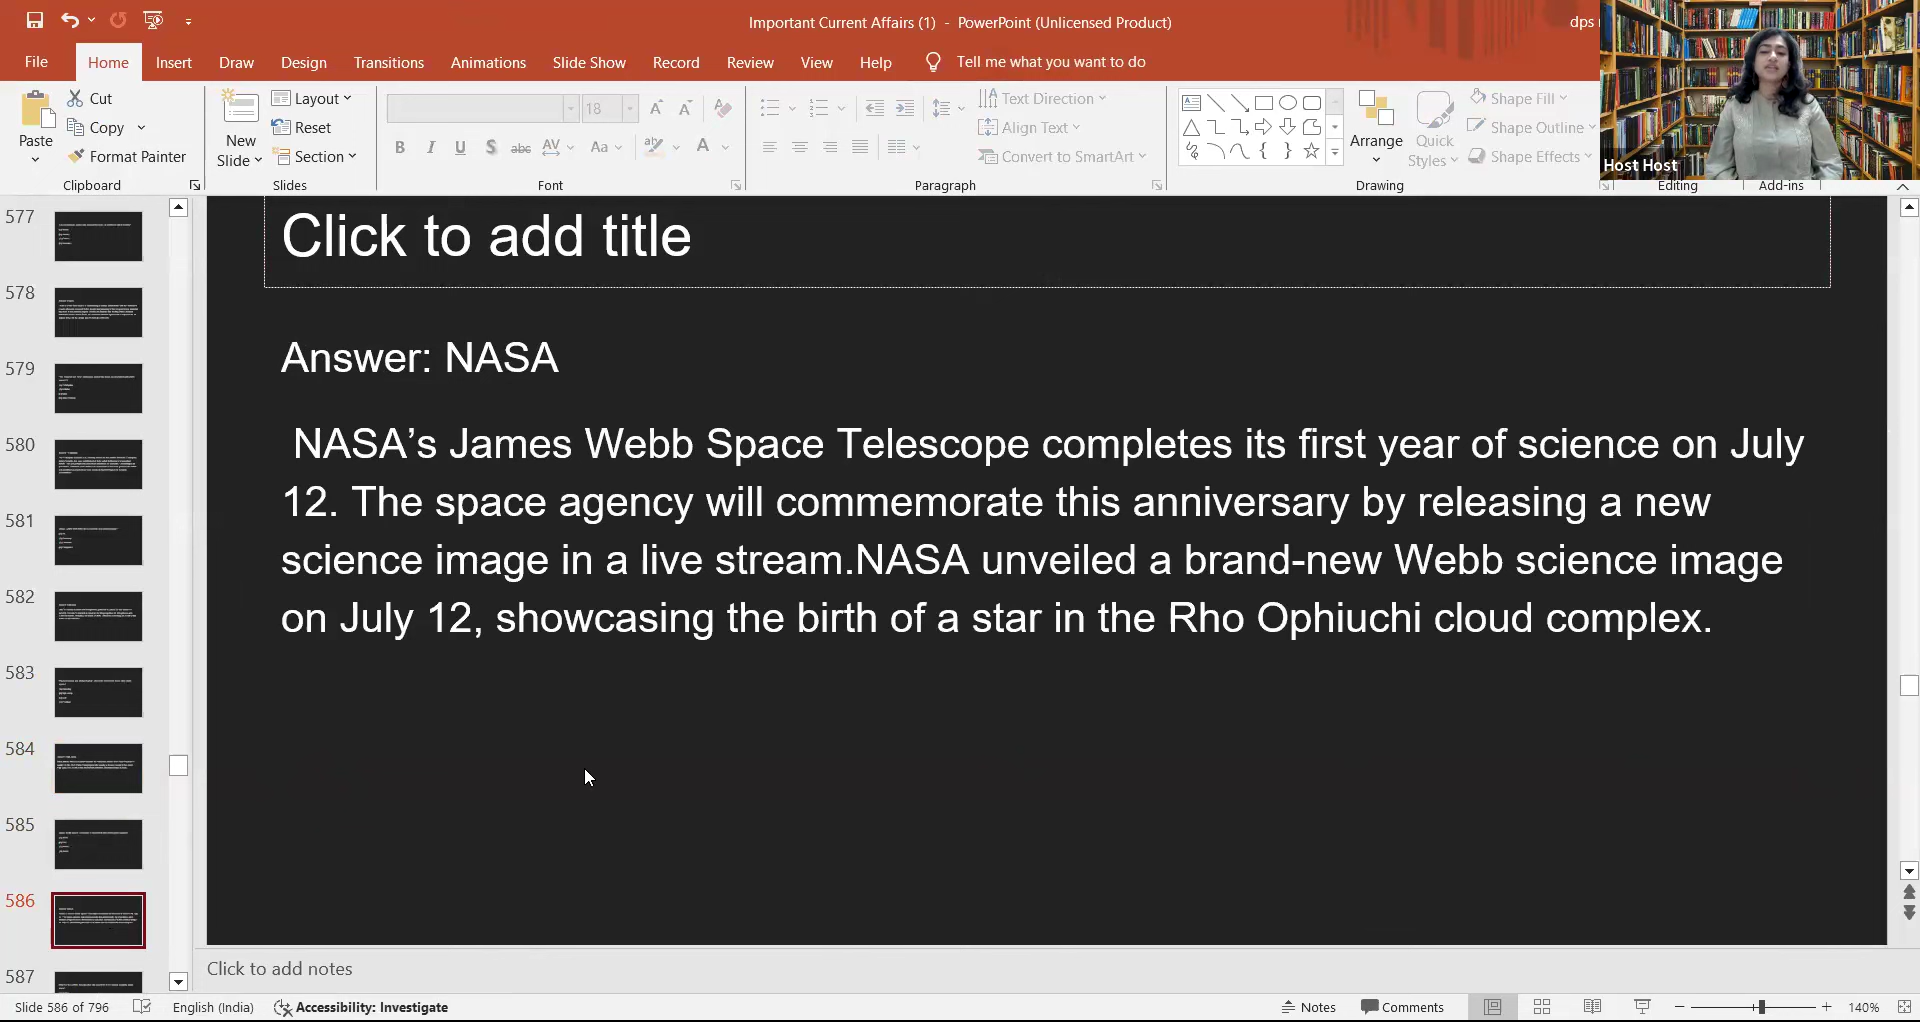 Important Current Affairs (1) - PowerPoint (Unlicensed Product)
dps
File Home Insert Draw Design Transitions Animations Slide Show Record Review View Help Tell me what you want to do
Paste
Cut
Copy
Format Painter
Clipboard
New Slide
Layout
Reset
Section
Slides
18
Font
Text Direction
Align Text
Convert to SmartArt
Paragraph
Arrange
Quick Styles
Shape Fill
Shape Outline
Shape Effects
Drawing
Editing
Add-ins
Host Host
577
578
579
580
581
582
583
584
585
586
587
Click to add title
Answer: NASA
NASA’s James Webb Space Telescope completes its first year of science on July
12. The space agency will commemorate this anniversary by releasing a new
science image in a live stream.NASA unveiled a brand-new Webb science image
on July 12, showcasing the birth of a star in the Rho Ophiuchi cloud complex.
Click to add notes
Slide 586 of 796 English (India) Accessibility: Investigate Notes Comments 140%